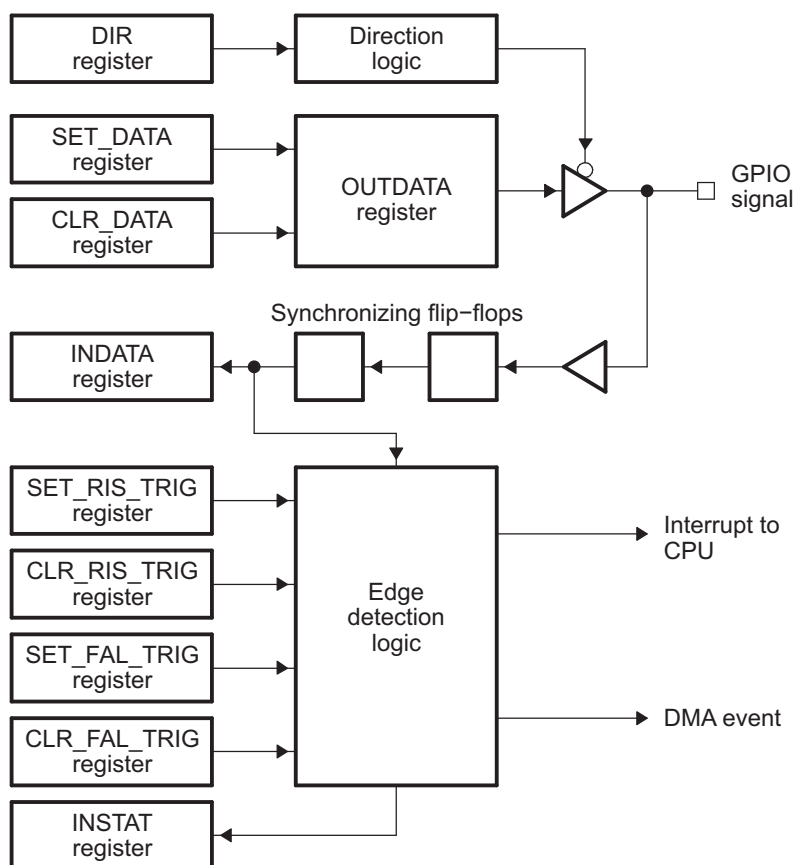 DIR
register
Direction
logic
SET_DATA
register
OUTDATA
register
CLR_DATA
register
GPIO
signal
Synchronizing flip−flops
INDATA
register
SET_RIS_TRIG
register
CLR_RIS_TRIG
register
SET_FAL_TRIG
register
CLR_FAL_TRIG
register
INSTAT
register
Edge
detection
logic
Interrupt to
CPU
DMA event